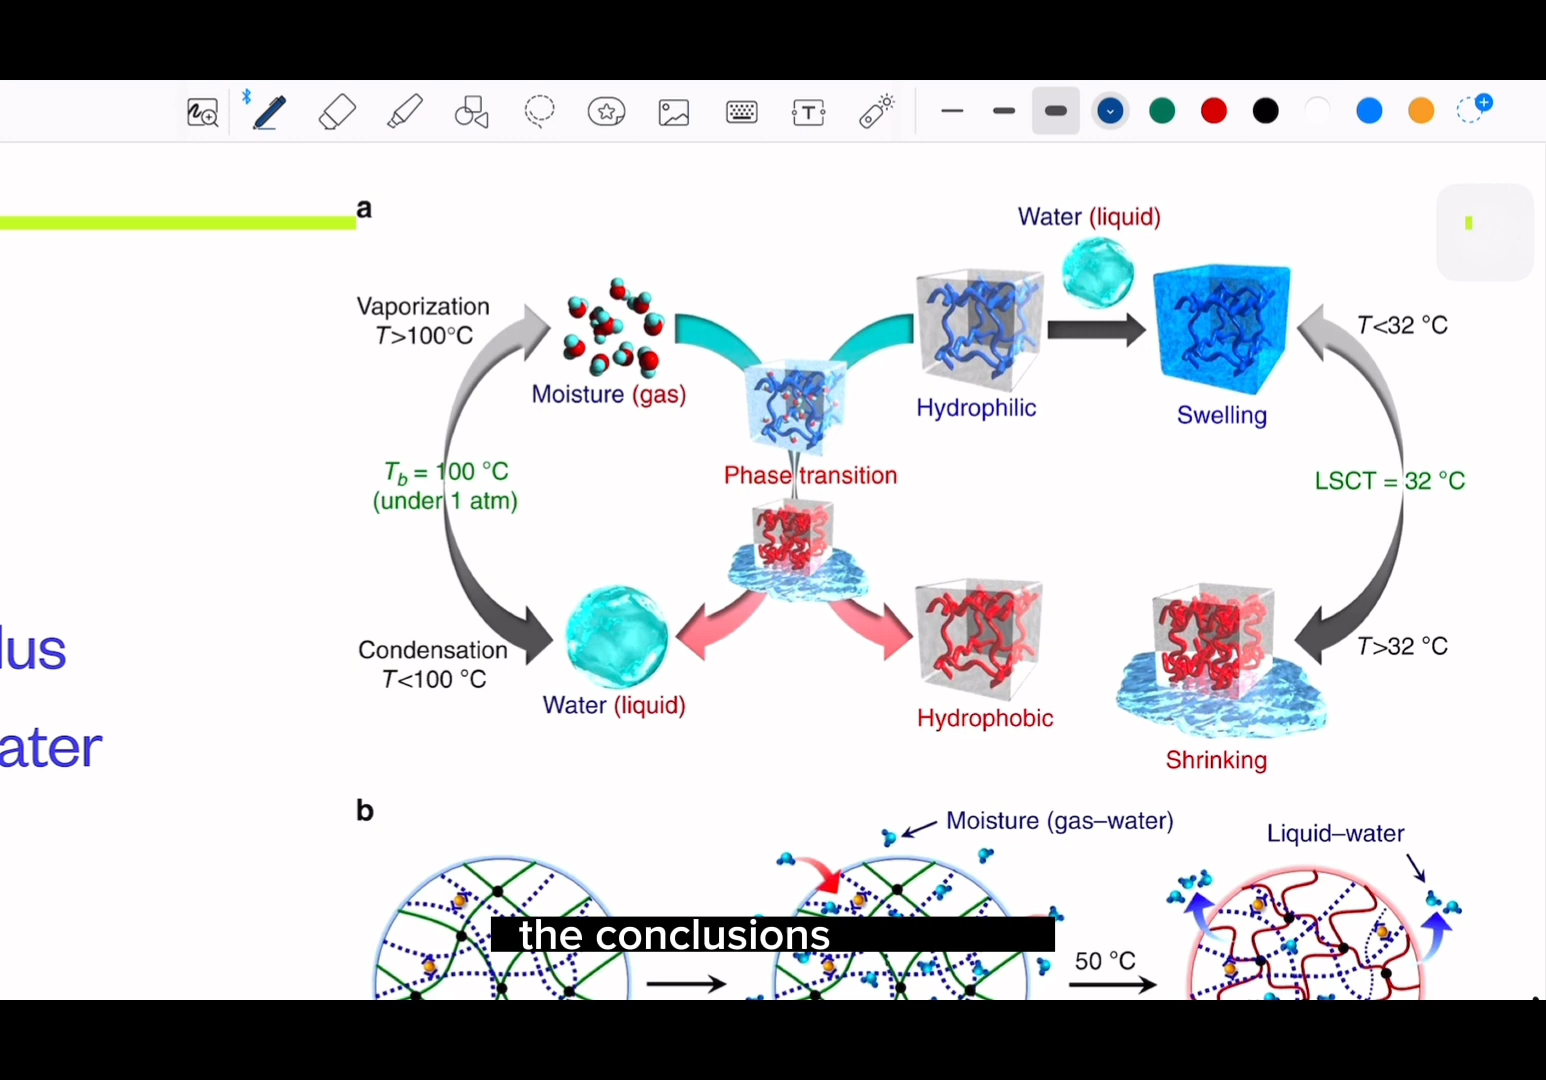 a
Water (liquid)
Vaporization
T>100°C
T<32 °C
Moisture (gas)
Hydrophilic
Swelling
Tb = 100 °C
(under 1 atm)
Phase transition
LSCT = 32 °C
lus
Condensation
T<100 °C
T>32 °C
Water (liquid)
Hydrophobic
ater
Shrinking
b
Moisture (gas–water)
Liquid–water
the conclusions
50 °C